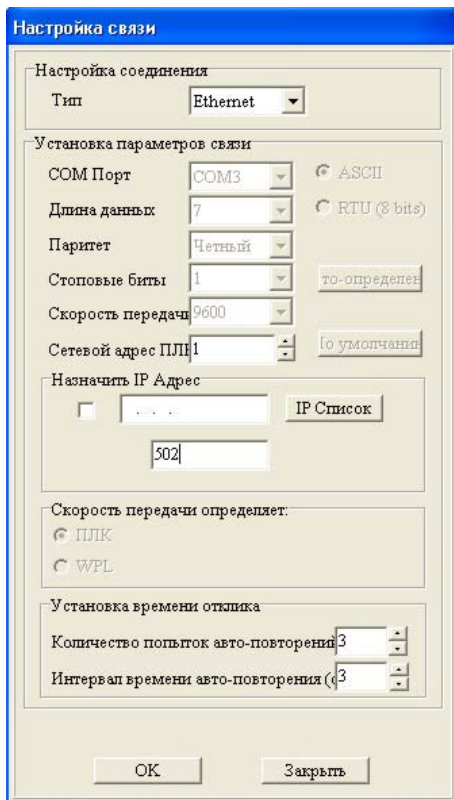 Настройка связи
Настройка соединения
Тип Ethernet
Установка параметров связи
COM Порт COM3 ASCII
Длина данных 7 RTU (8 bits)
Паритет Четный
Стоповые биты 1 то-определен
Скорость передачи 9600
Сетевой адрес ПЛК 1 По умолчанию
Назначить IP Адрес
. . . IP Список
502
Скорость передачи определяет:
ПЛК
WPL
Установка времени отклика
Количество попыток авто-повторений 3
Интервал времени авто-повторения (с 3
OK Закрыть